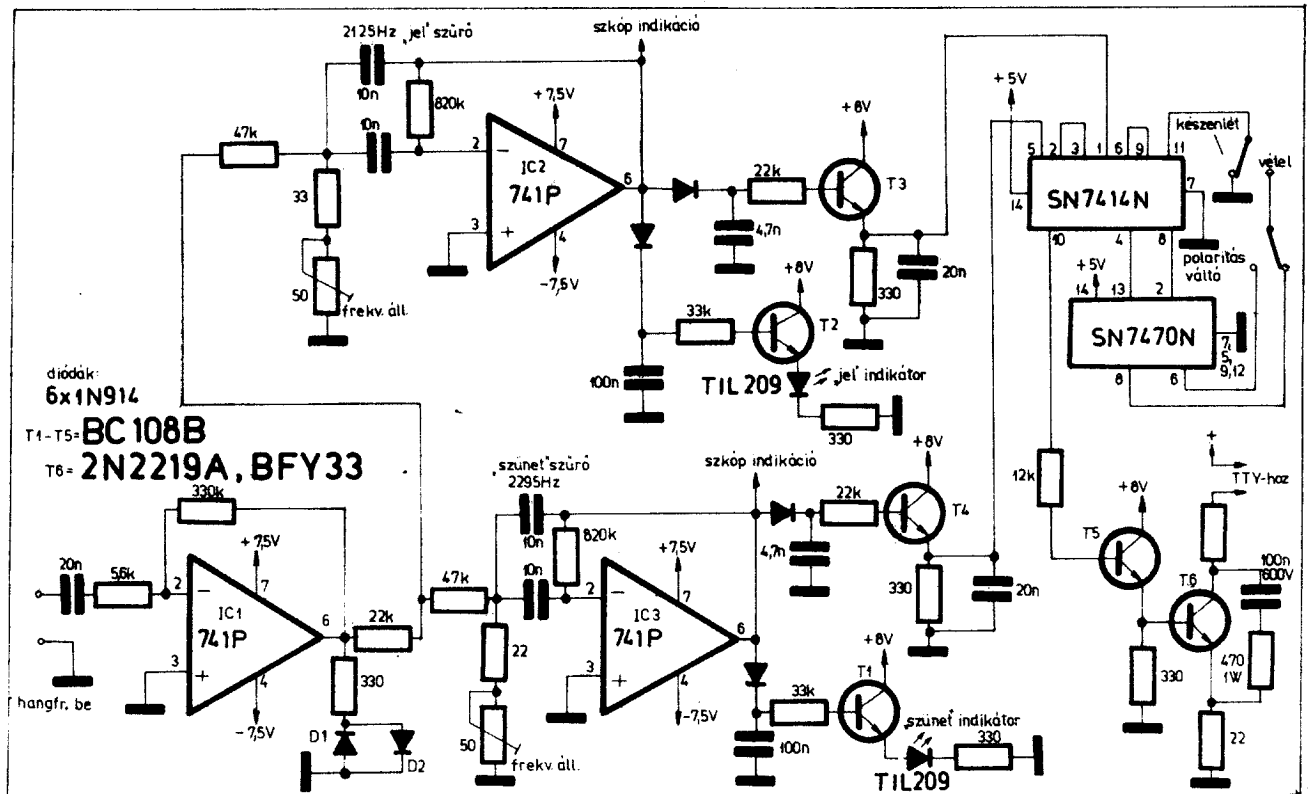 2125Hz „jel” szűrő
szkóp indikáció
10n
820k
+7,5V
+8V
+5V
készenlét
vétel
47k
10n
2
7
5 2 3 1 6 9 11
IC2
741P
6
22k
T3
SN7414N
7
14
33
3
4
4,7n
10 4 8
polaritás
váltó
-7,5V
+8V
330
20n
+5V
50
frekv. áll.
33k
T2
14 13 2
SN7470N
7,
5,
9,12
8 6
diódák:
6x1N914
100n
TIL209
„jel” indikátor
T1-T5=BC108B
330
T6= 2N2219A, BFY33
„szünet” szűrő
2295Hz
szkóp indikáció
+8V
+
TTY-hoz
330k
22k
T4
12k
+8V
10n
820k
4,7n
T5
20n
5,6k
+7,5V
47k
10n
+7,5V
330
20n
100n
600V
2
7
2
7
T6
IC1
741P
6
22k
IC3
741P
6
+8V
3
4
330
22
3
4
33k
T1
330
470
1W
hangfr. be
-7,5V
-7,5V
„szünet” indikátor
D1
D2
50
frekv. áll.
100n
330
22
TIL209